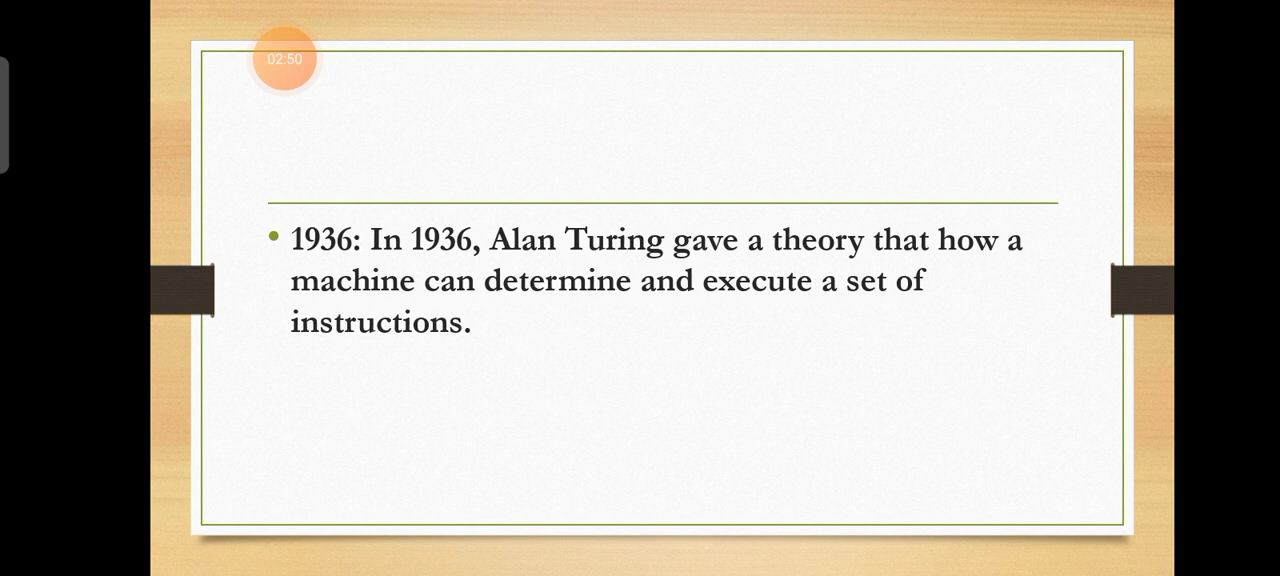 02:50
• 1936: In 1936, Alan Turing gave a theory that how a
machine can determine and execute a set of
instructions.